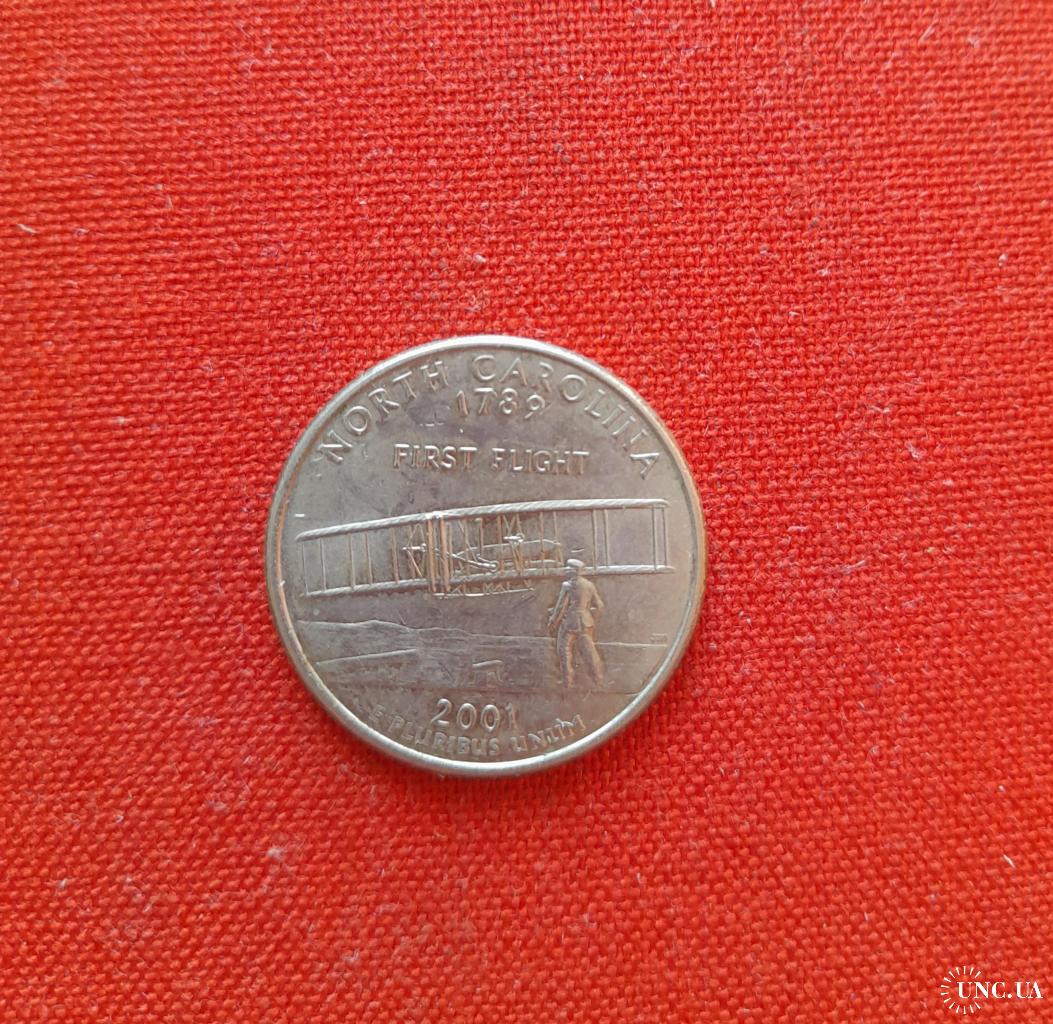 NORTH CAROLINA
1789
FIRST FLIGHT
2001
E PLURIBUS UNUM
UNC.UA